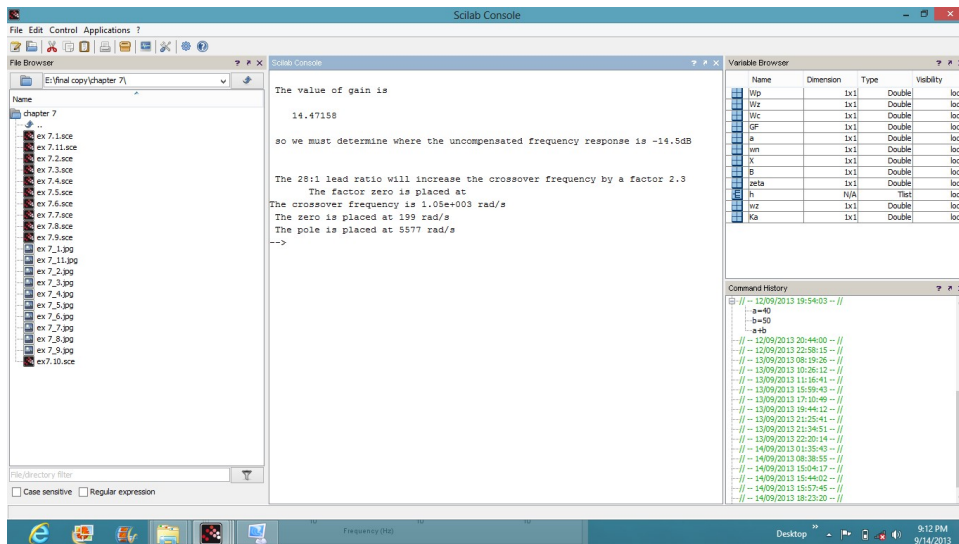 Scilab Console
File Edit Control Applications ?
File Browser ? × 
E:\final copy\chapter 7\
Name
chapter 7
..
ex 7.1.sce
ex 7.11.sce
ex 7.2.sce
ex 7.3.sce
ex 7.4.sce
ex 7.5.sce
ex 7.6.sce
ex 7.7.sce
ex 7.8.sce
ex 7.9.sce
ex 7_1.jpg
ex 7_11.jpg
ex 7_2.jpg
ex 7_3.jpg
ex 7_4.jpg
ex 7_5.jpg
ex 7_6.jpg
ex 7_7.jpg
ex 7_8.jpg
ex 7_9.jpg
ex7.10.sce
File/directory filter
Case sensitive Regular expression
Scilab Console ?
The value of gain is
14.47158
so we must determine where the uncompensated frequency response is -14.5dB
The 28:1 lead ratio will increase the crossover frequency by a factor 2.3
The factor zero is placed at
The crossover frequency is 1.05e+003 rad/s
The zero is placed at 199 rad/s
The pole is placed at 5577 rad/s
-->
Variable Browser ?
Name Dimension Type Visibility
Wp 1x1 Double loc
Wz 1x1 Double loc
Wc 1x1 Double loc
GF 1x1 Double loc
a 1x1 Double loc
wn 1x1 Double loc
X 1x1 Double loc
B 1x1 Double loc
zeta 1x1 Double loc
h N/A Tlist loc
wz 1x1 Double loc
Ka 1x1 Double loc
Command History ?
// -- 12/09/2013 19:54:03 -- //
a=40
b=50
a+b
// -- 12/09/2013 20:44:00 -- //
// -- 12/09/2013 22:58:15 -- //
// -- 13/09/2013 08:19:26 -- //
// -- 13/09/2013 10:26:12 -- //
// -- 13/09/2013 11:16:41 -- //
// -- 13/09/2013 15:59:43 -- //
// -- 13/09/2013 17:10:49 -- //
// -- 13/09/2013 19:44:12 -- //
// -- 13/09/2013 21:25:41 -- //
// -- 13/09/2013 21:34:51 -- //
// -- 13/09/2013 22:20:14 -- //
// -- 14/09/2013 01:35:43 -- //
// -- 14/09/2013 08:38:55 -- //
// -- 14/09/2013 15:04:17 -- //
// -- 14/09/2013 15:44:02 -- //
// -- 14/09/2013 15:57:45 -- //
// -- 14/09/2013 18:23:20 -- //
Frequency (Hz)
Desktop
9:12 PM
9/14/2013